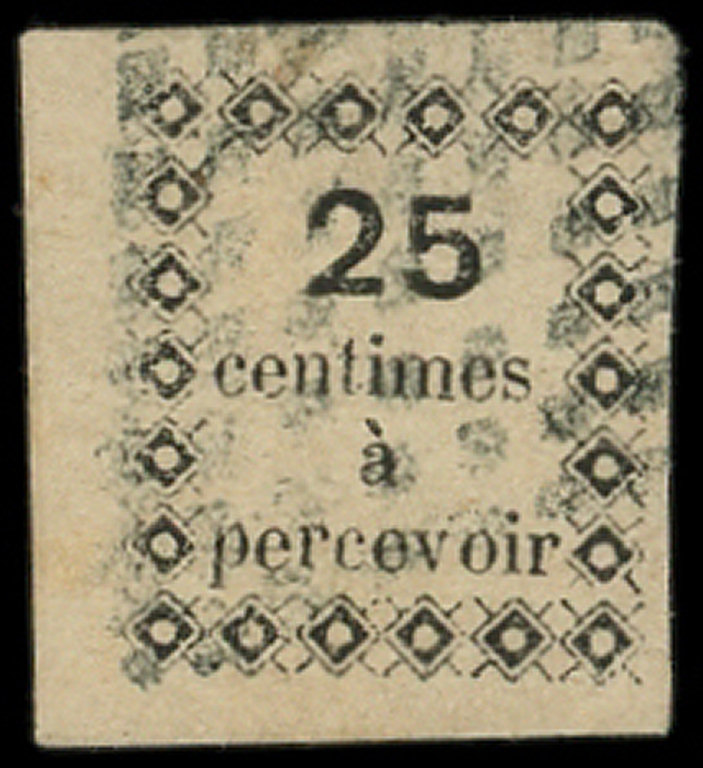 25
centimes
à
percevoir